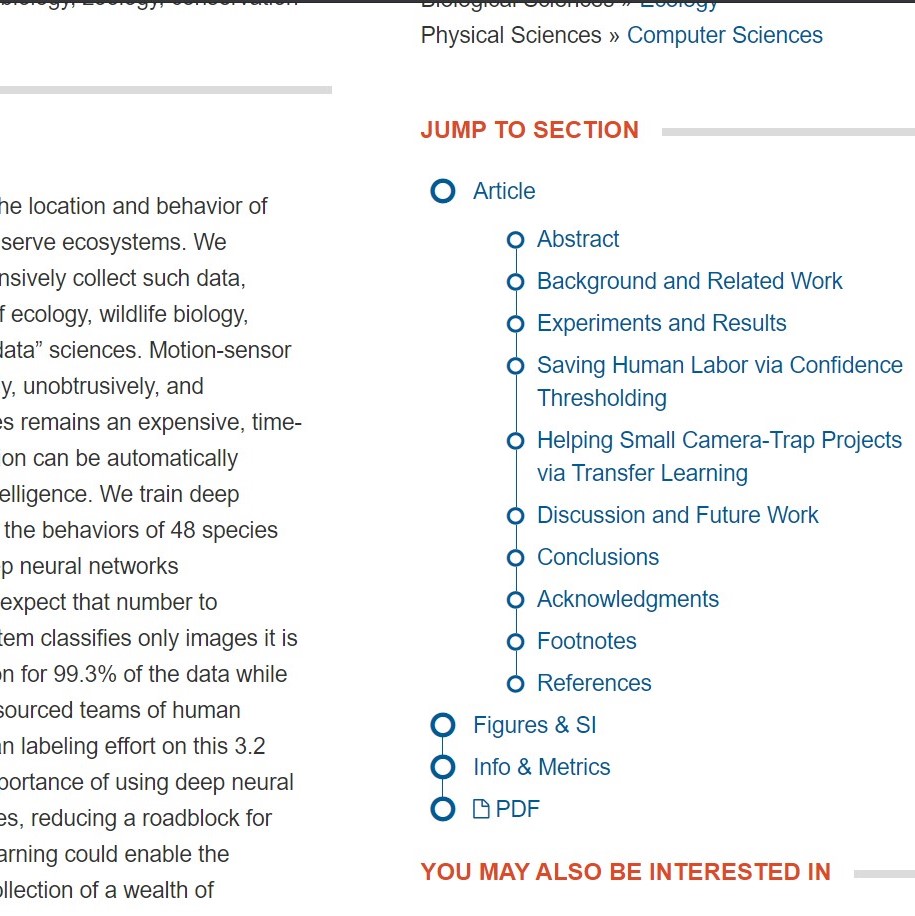 biology, zoology, conservation
he location and behavior of
serve ecosystems. We
nsively collect such data,
f ecology, wildlife biology,
data” sciences. Motion-sensor
y, unobtrusively, and
es remains an expensive, time-
on can be automatically
elligence. We train deep
the behaviors of 48 species
p neural networks
expect that number to
tem classifies only images it is
on for 99.3% of the data while
sourced teams of human
an labeling effort on this 3.2
portance of using deep neural
es, reducing a roadblock for
arning could enable the
ollection of a wealth of
Biological Sciences » Ecology
Physical Sciences » Computer Sciences
JUMP TO SECTION
Article
Abstract
Background and Related Work
Experiments and Results
Saving Human Labor via Confidence
Thresholding
Helping Small Camera-Trap Projects
via Transfer Learning
Discussion and Future Work
Conclusions
Acknowledgments
Footnotes
References
Figures & SI
Info & Metrics
PDF
YOU MAY ALSO BE INTERESTED IN